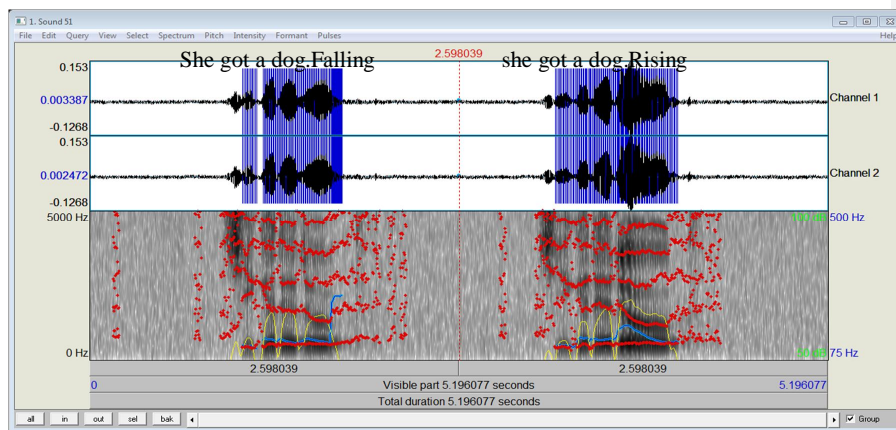 1. Sound 51
File Edit Query View Select Spectrum Pitch Intensity Formant Pulses Help
She got a dog.Falling
2.598039
she got a dog.Rising
0.153
0.003387
-0.1268
Channel 1
0.153
0.002472
-0.1268
Channel 2
5000 Hz
500 Hz
0 Hz
75 Hz
2.598039 2.598039
0 Visible part 5.196077 seconds 5.196077
Total duration 5.196077 seconds
all in out sel bak Group